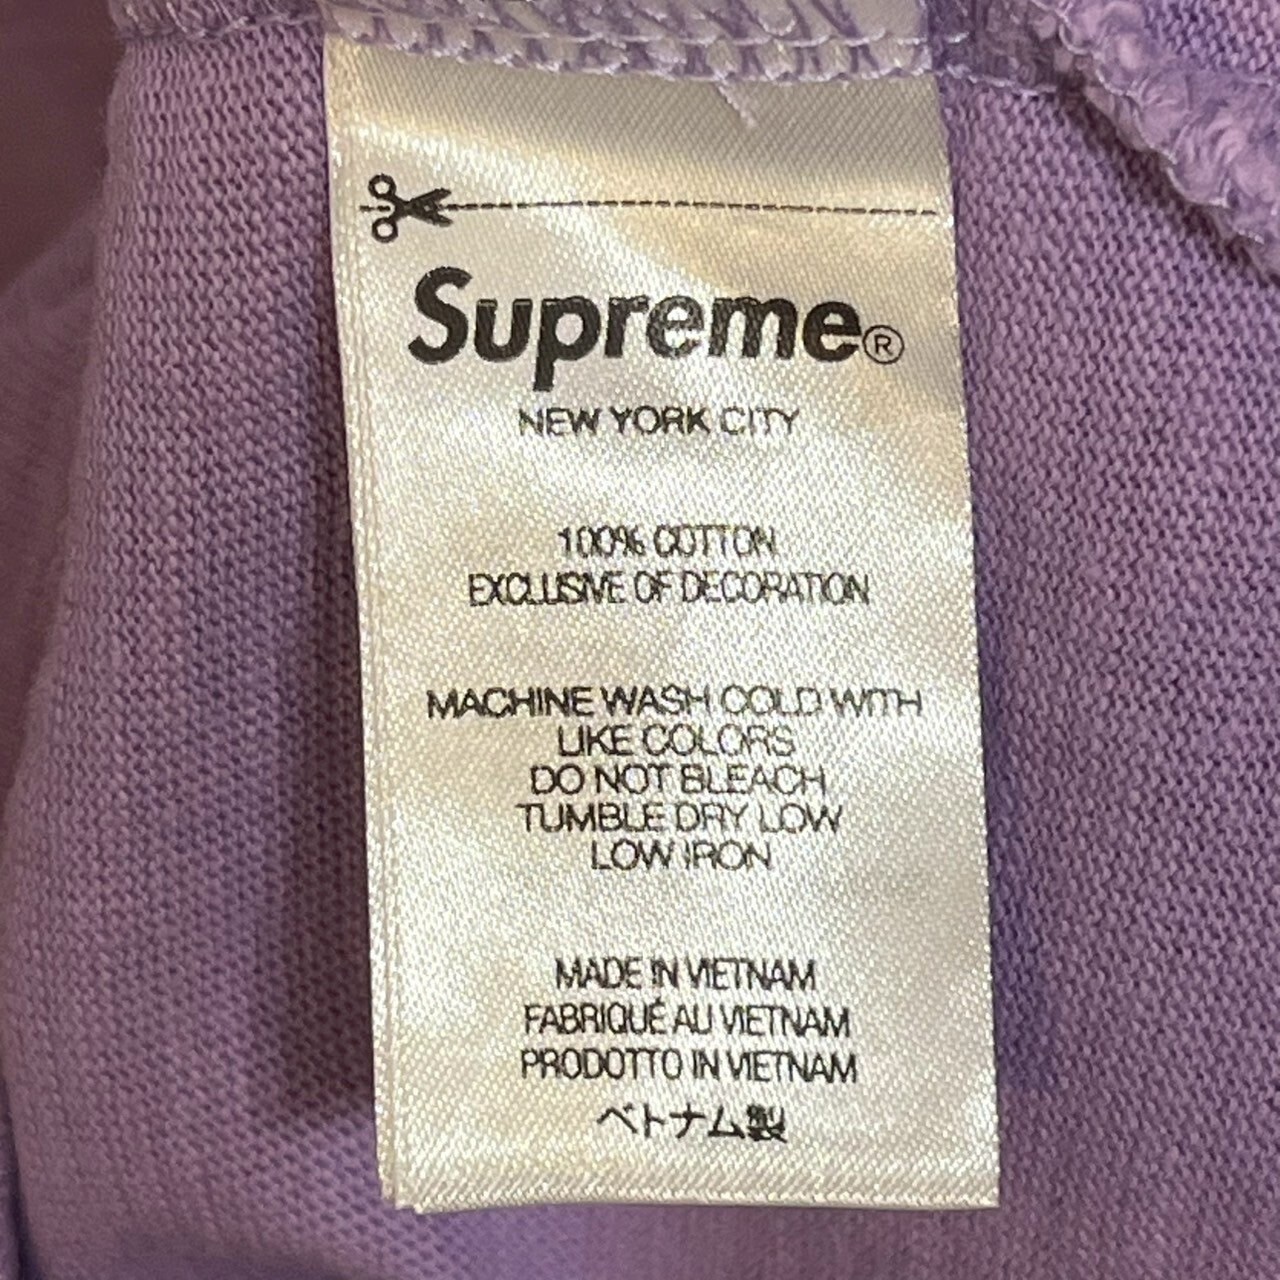 Supreme®
NEW YORK CITY
100% COTTON
EXCLUSIVE OF DECORATION
MACHINE WASH COLD WITH
LIKE COLORS
DO NOT BLEACH
TUMBLE DRY LOW
LOW IRON
MADE IN VIETNAM
FABRIQUÉ AU VIETNAM
PRODOTTO IN VIETNAM
ベトナム製